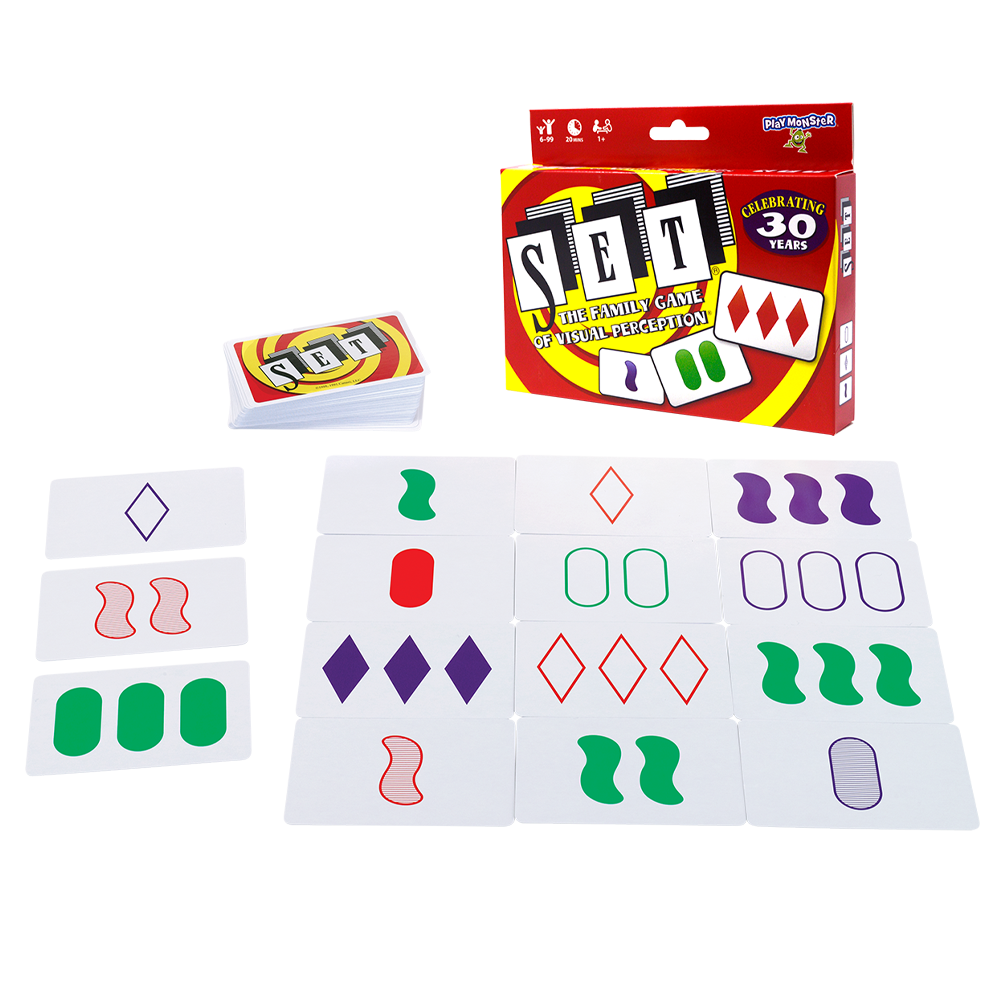 PLAY MONSTER
6-99
20 MINS
1+
CELEBRATING
30
YEARS
SET®
THE FAMILY GAME
OF VISUAL PERCEPTION®
SET
SET